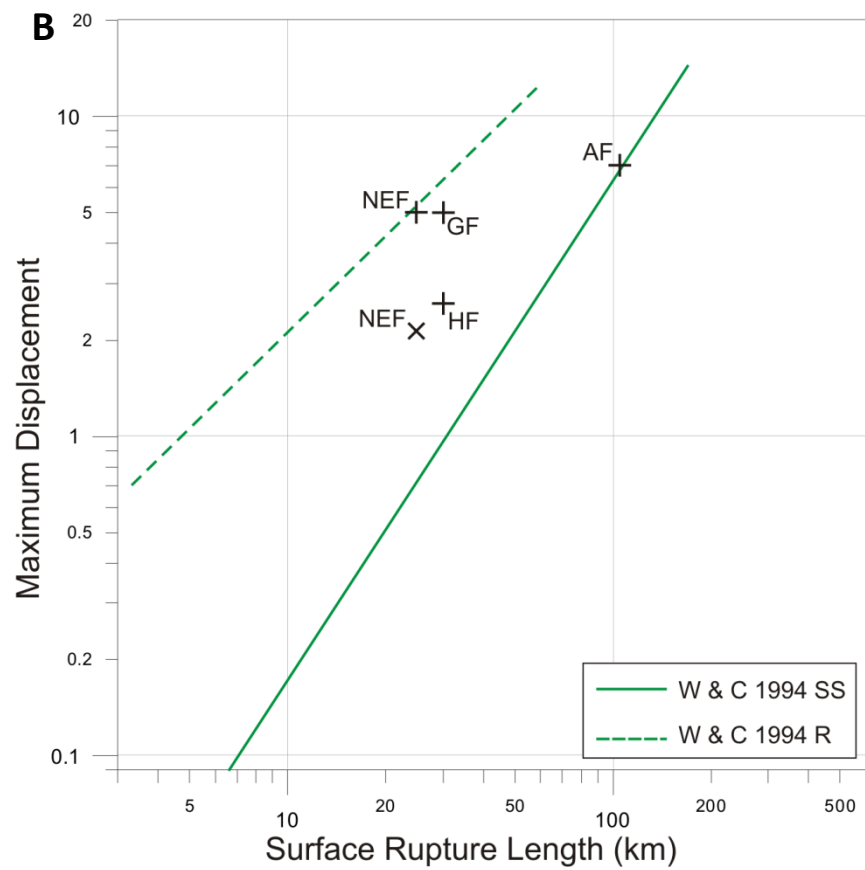 B
20
10
5
2
1
0.5
0.2
0.1
Maximum Displacement
AF
NEF
GF
NEF
HF
W & C 1994 SS
W & C 1994 R
5
10
20
50
100
200
500
Surface Rupture Length (km)